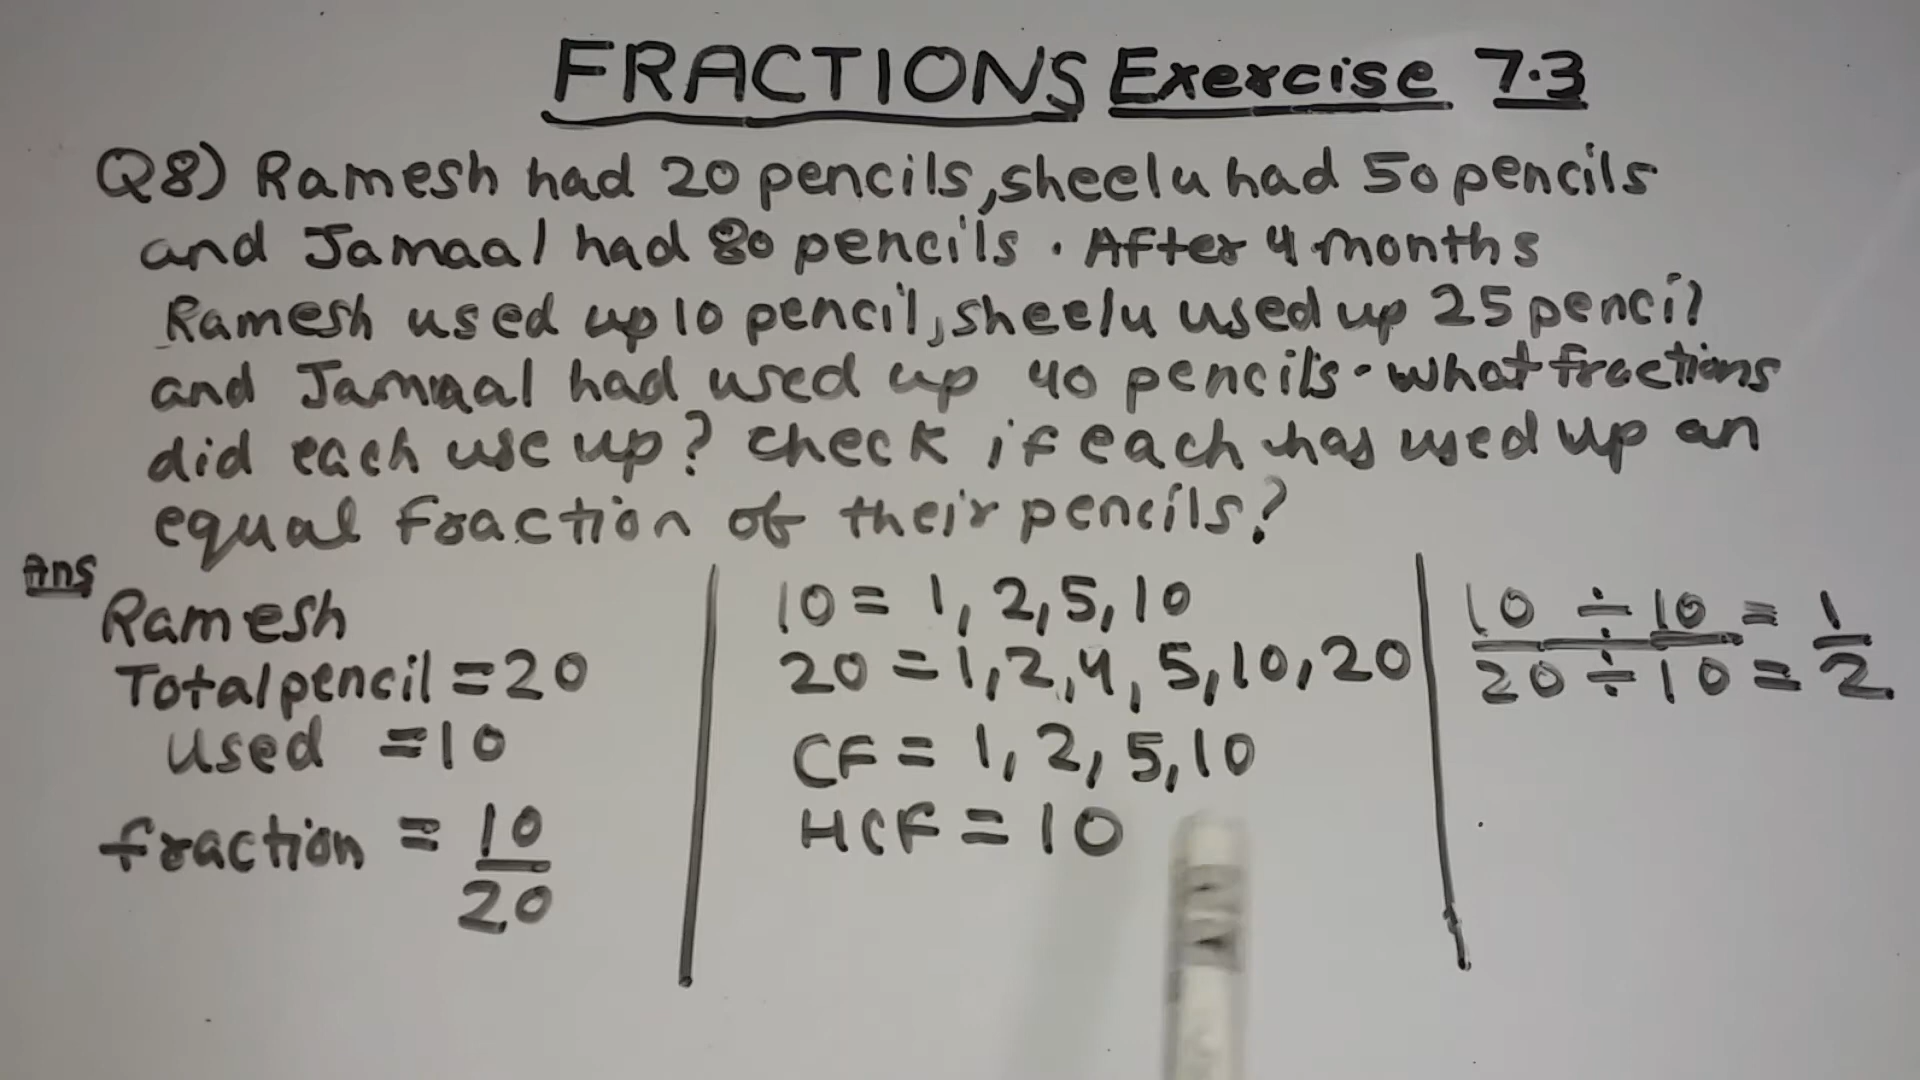 FRACTIONS Exercise 7.3
Q8) Ramesh had 20 pencils, sheelu had 50 pencils
and Jamaal had 80 pencils. After 4 months
Ramesh used up 10 pencil, sheelu used up 25 pencil
and Jamaal had used up 40 pencils. what fractions
did each use up? check if each has used up an
equal fraction of their pencils?
Ans
Ramesh
Total pencil = 20
used = 10
fraction = 10/20
10 = 1, 2, 5, 10
20 = 1, 2, 4, 5, 10, 20
CF = 1, 2, 5, 10
HCF = 10
10 ÷ 10 = 1
20 ÷ 10 = 2